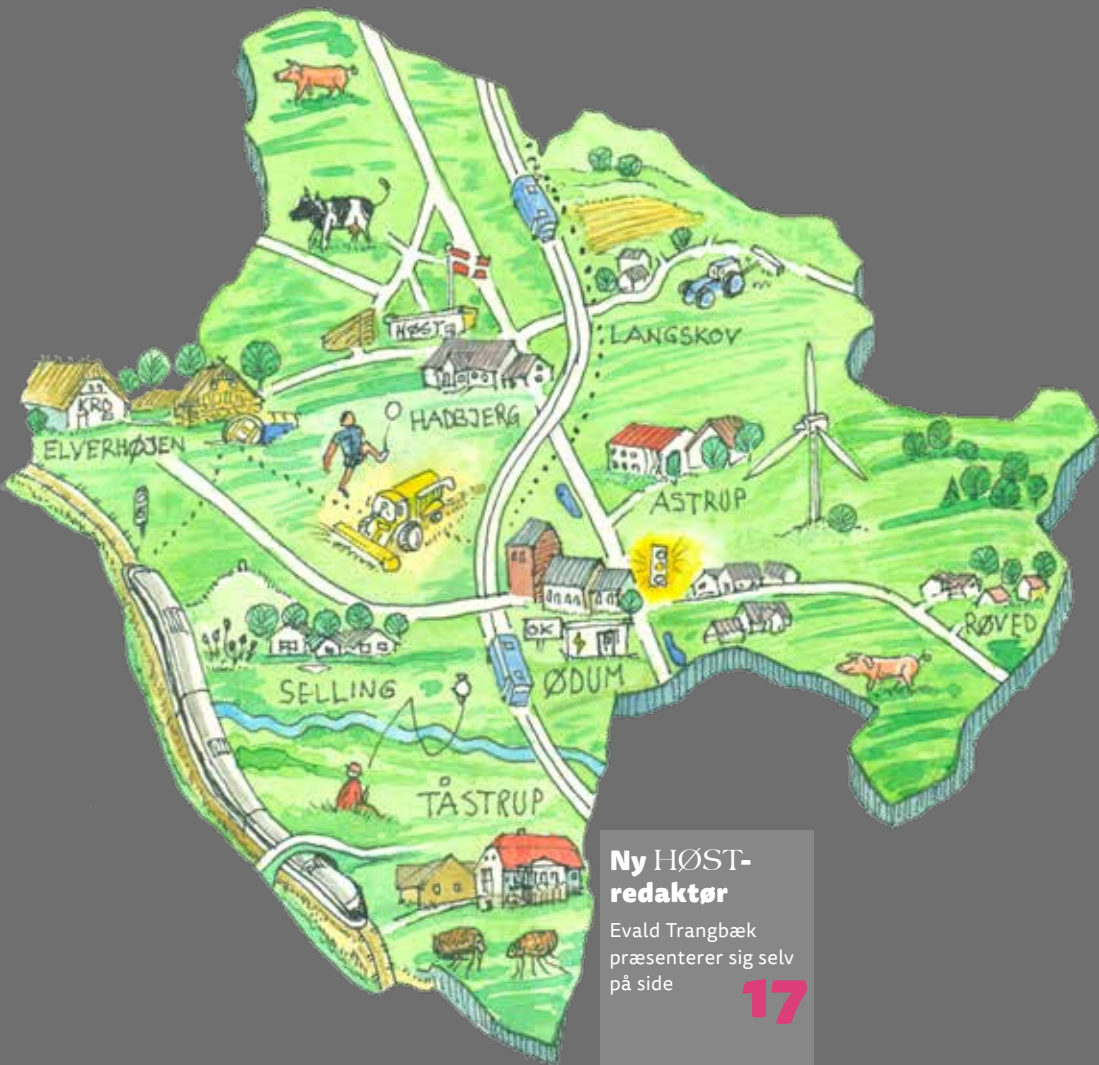 HØST
LANGSKOV
KRO
HADBJERG
ELVERHØJEN
ASTRUP
RØVED
OK
ØDUM
SELLING
TÅSTRUP
Ny HØST-
redaktør
Evald Trangbæk
præsenterer sig selv
på side
17